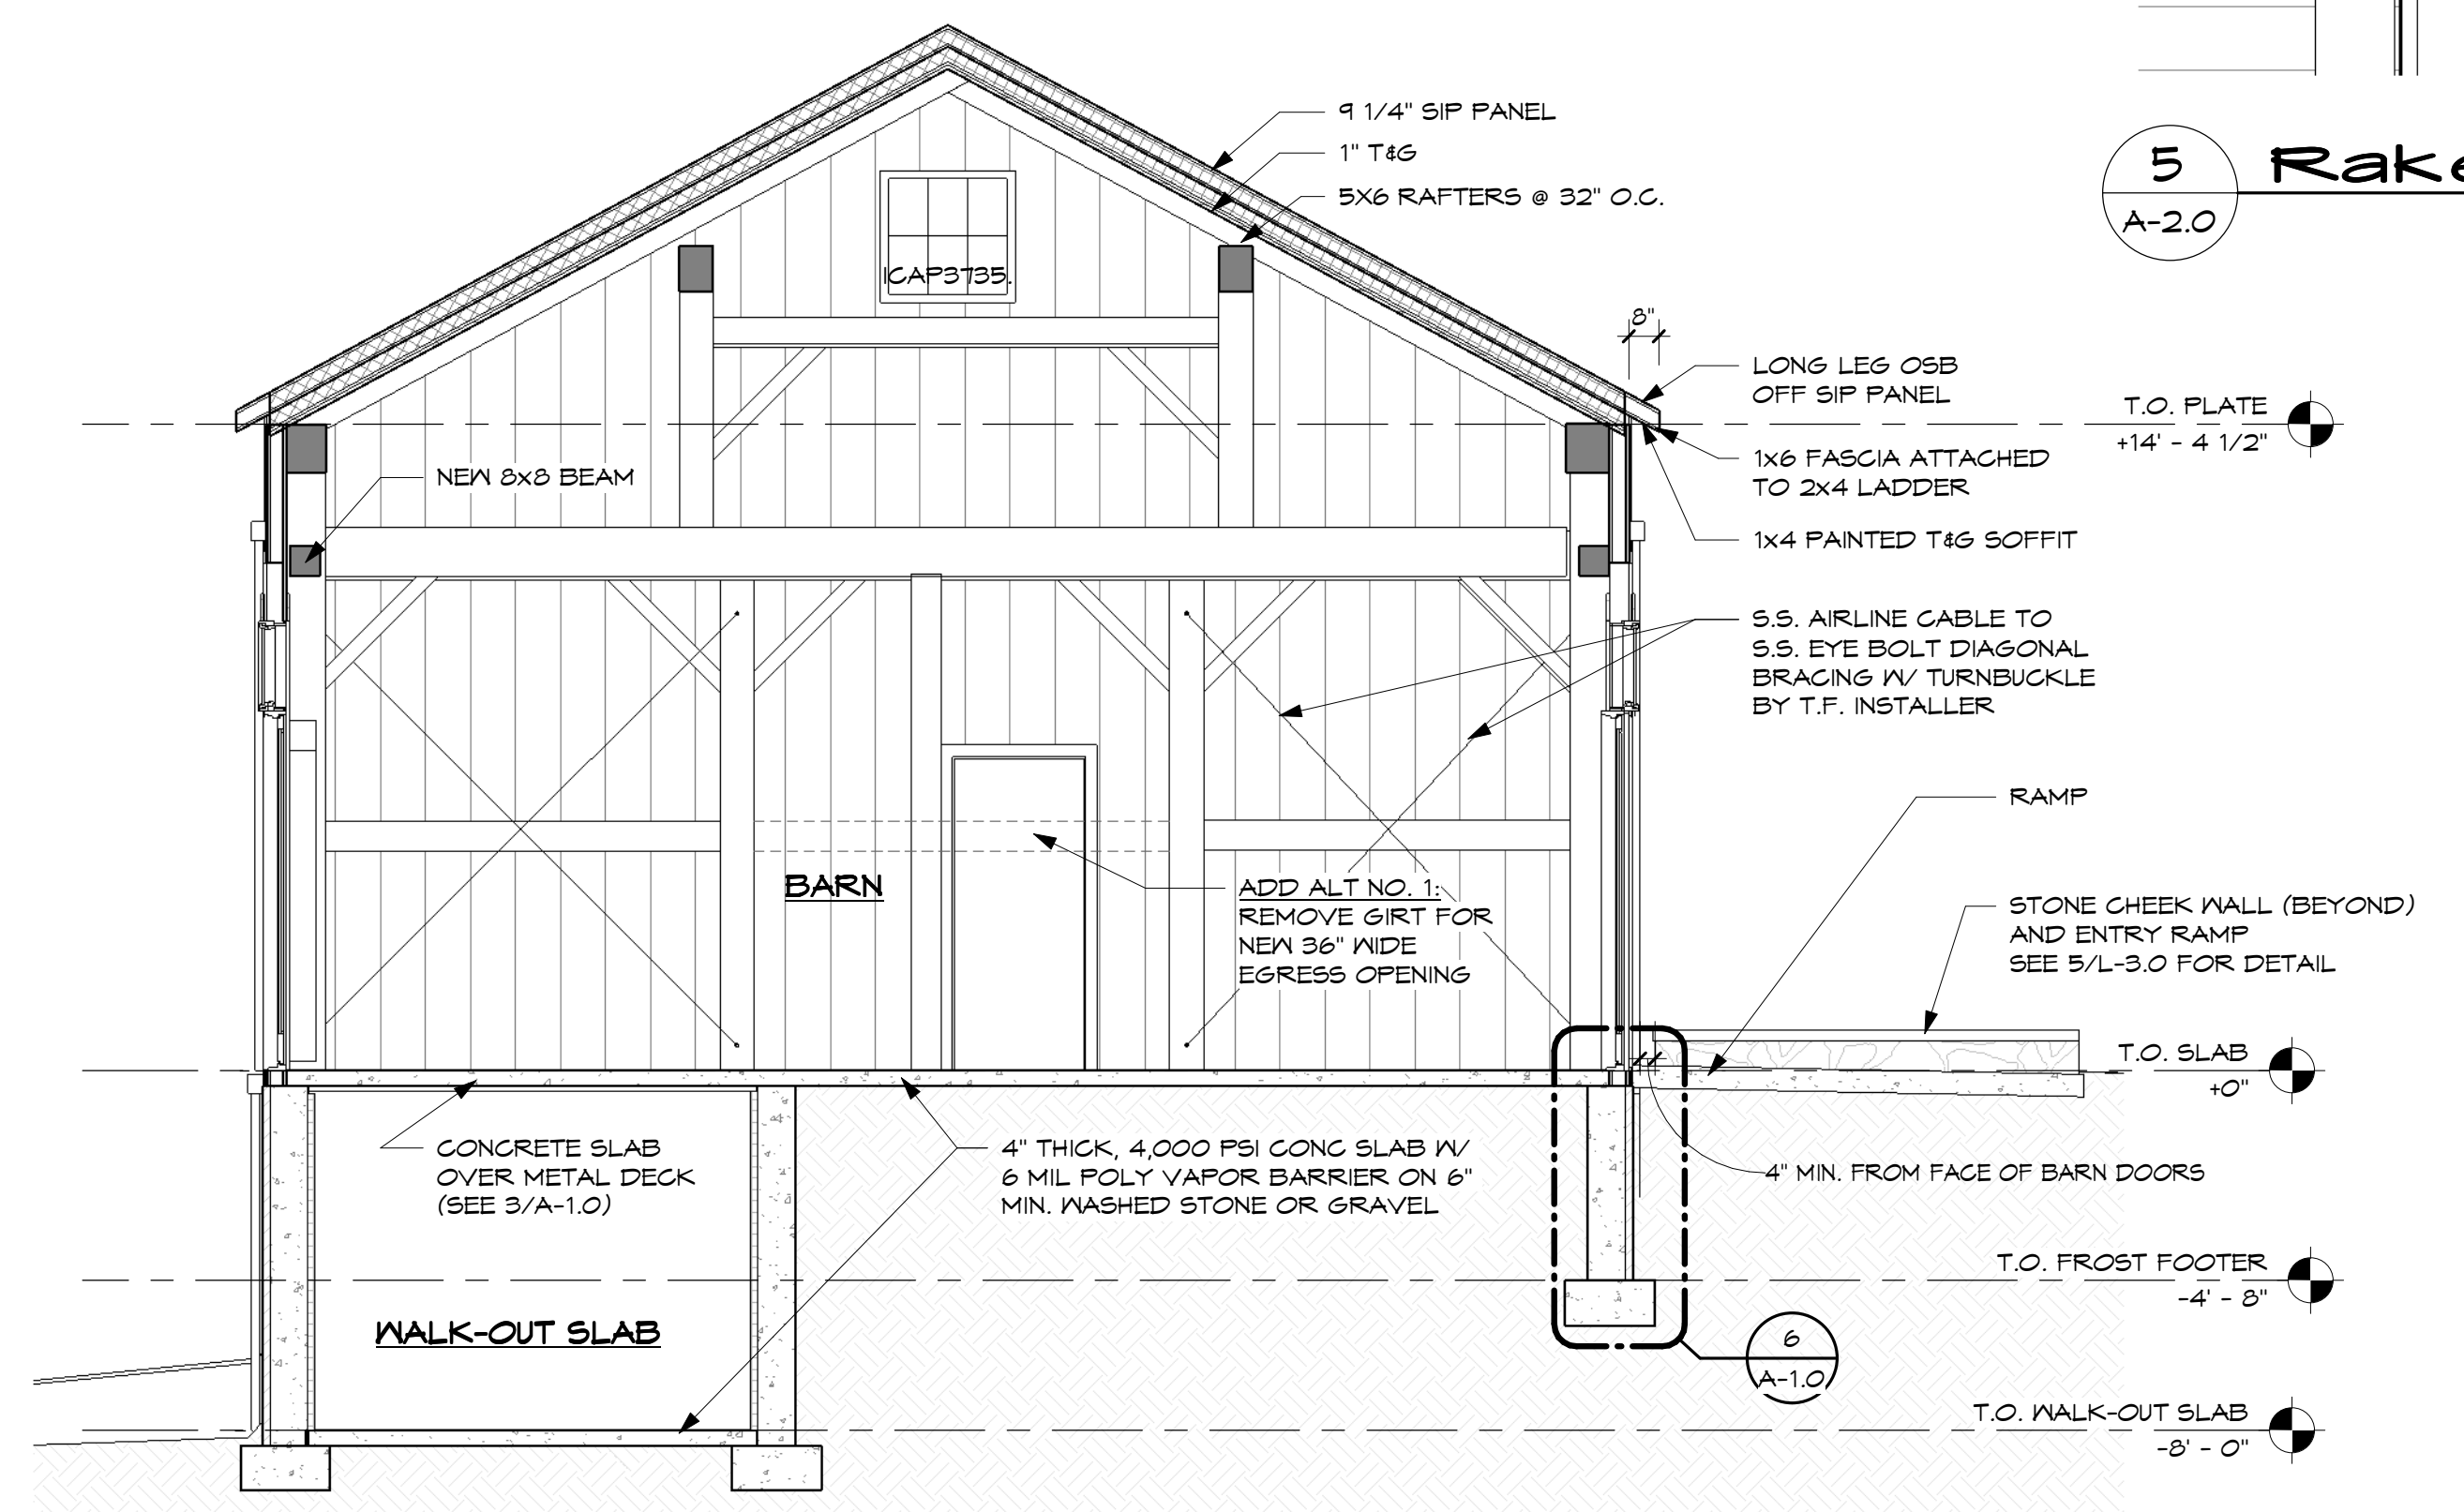 9 1/4" SIP PANEL
1" T&G
5X6 RAFTERS @ 32" O.C.
5
A-2.0
ICAP3735.
8"
LONG LEG OSB
OFF SIP PANEL
T.O. PLATE
+14' - 4 1/2"
1x6 FASCIA ATTACHED
TO 2x4 LADDER
NEW 8x8 BEAM
1x4 PAINTED T&G SOFFIT
S.S. AIRLINE CABLE TO
S.S. EYE BOLT DIAGONAL
BRACING W/ TURNBUCKLE
BY T.F. INSTALLER
RAMP
BARN
ADD ALT NO. 1:
REMOVE GIRT FOR
NEW 36" WIDE
EGRESS OPENING
STONE CHEEK WALL (BEYOND)
AND ENTRY RAMP
SEE 5/L-3.0 FOR DETAIL
T.O. SLAB
+0"
CONCRETE SLAB
OVER METAL DECK
(SEE 3/A-1.0)
4" THICK, 4,000 PSI CONC SLAB W/
6 MIL POLY VAPOR BARRIER ON 6"
MIN. WASHED STONE OR GRAVEL
4" MIN. FROM FACE OF BARN DOORS
T.O. FROST FOOTER
-4' - 8"
WALK-OUT SLAB
6
A-1.0
T.O. WALK-OUT SLAB
-8' - 0"